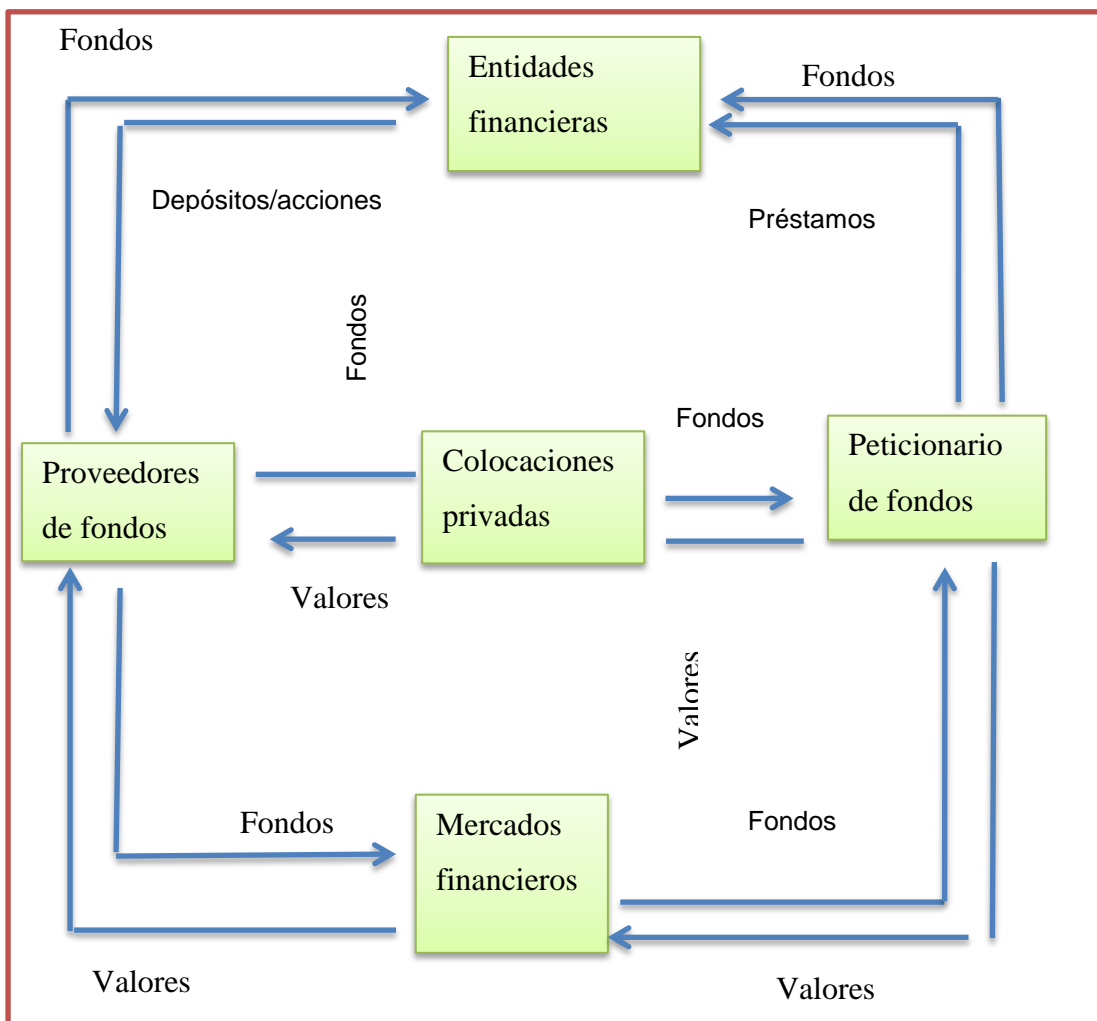 Fondos
Entidades
financieras
Fondos
Depósitos/acciones
Préstamos
Fondos
Fondos
Proveedores
de fondos
Colocaciones
privadas
Peticionario
de fondos
Valores
Valores
Fondos
Mercados
financieros
Fondos
Valores
Valores